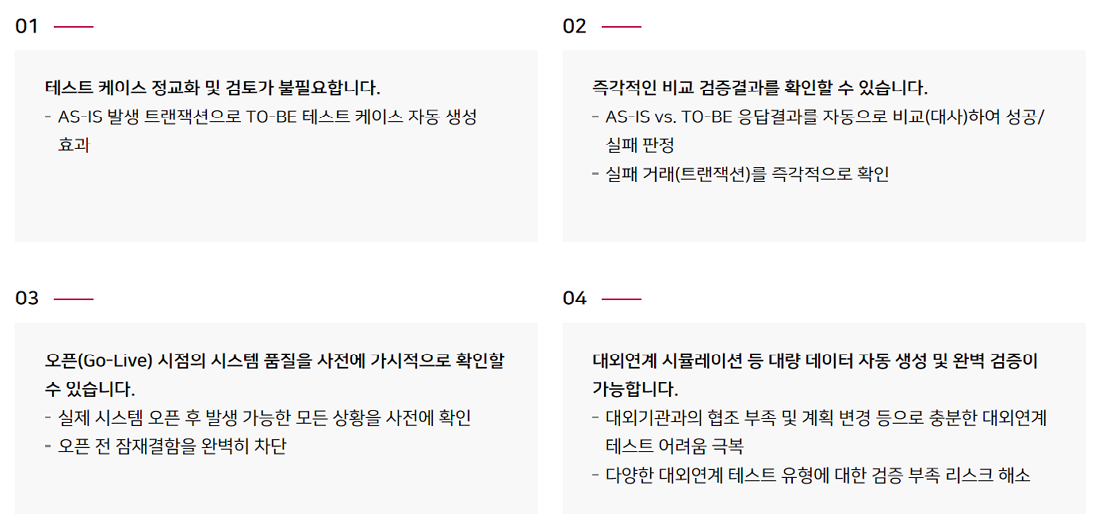 01
테스트 케이스 정교화 및 검토가 불필요합니다.
- AS-IS 발생 트랜잭션으로 TO-BE 테스트 케이스 자동 생성
효과
02
즉각적인 비교 검증결과를 확인할 수 있습니다.
- AS-IS vs. TO-BE 응답결과를 자동으로 비교(대사)하여 성공/
실패 판정
- 실패 거래(트랜잭션)를 즉각적으로 확인
03
오픈(Go-Live) 시점의 시스템 품질을 사전에 가시적으로 확인할
수 있습니다.
- 실제 시스템 오픈 후 발생 가능한 모든 상황을 사전에 확인
- 오픈 전 잠재결함을 완벽히 차단
04
대외연계 시뮬레이션 등 대량 데이터 자동 생성 및 완벽 검증이
가능합니다.
- 대외기관과의 협조 부족 및 계획 변경 등으로 충분한 대외연계
테스트 어려움 극복
- 다양한 대외연계 테스트 유형에 대한 검증 부족 리스크 해소